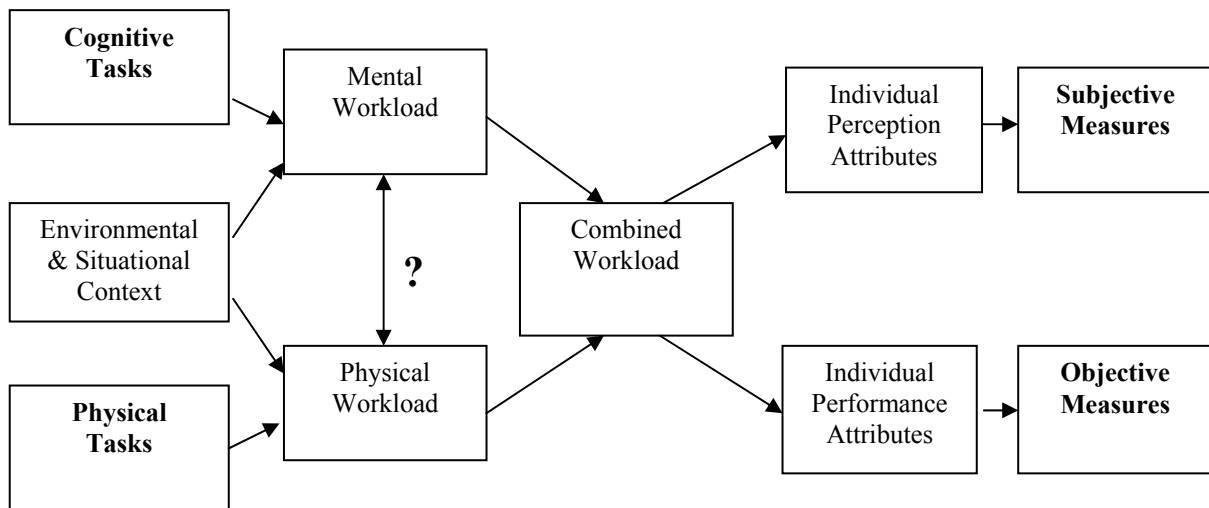 Cognitive
Tasks
Mental
Workload
Individual
Perception
Attributes
Subjective
Measures
Environmental
& Situational
Context
?
Combined
Workload
Physical
Tasks
Physical
Workload
Individual
Performance
Attributes
Objective
Measures